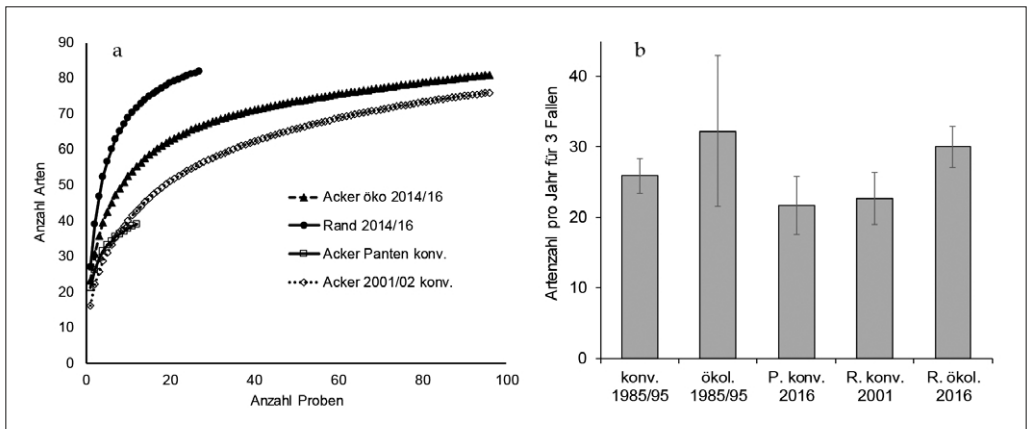 a
Anzahl Arten
90
80
70
60
50
40
30
20
10
0
0 20 40 60 80 100
Anzahl Proben
Acker öko 2014/16
Rand 2014/16
Acker Panten konv.
Acker 2001/02 konv.
b
Artenzahl pro Jahr für 3 Fallen
40
30
20
10
0
konv. ökol. P. konv. R. konv. R. ökol.
1985/95 1985/95 2016 2001 2016